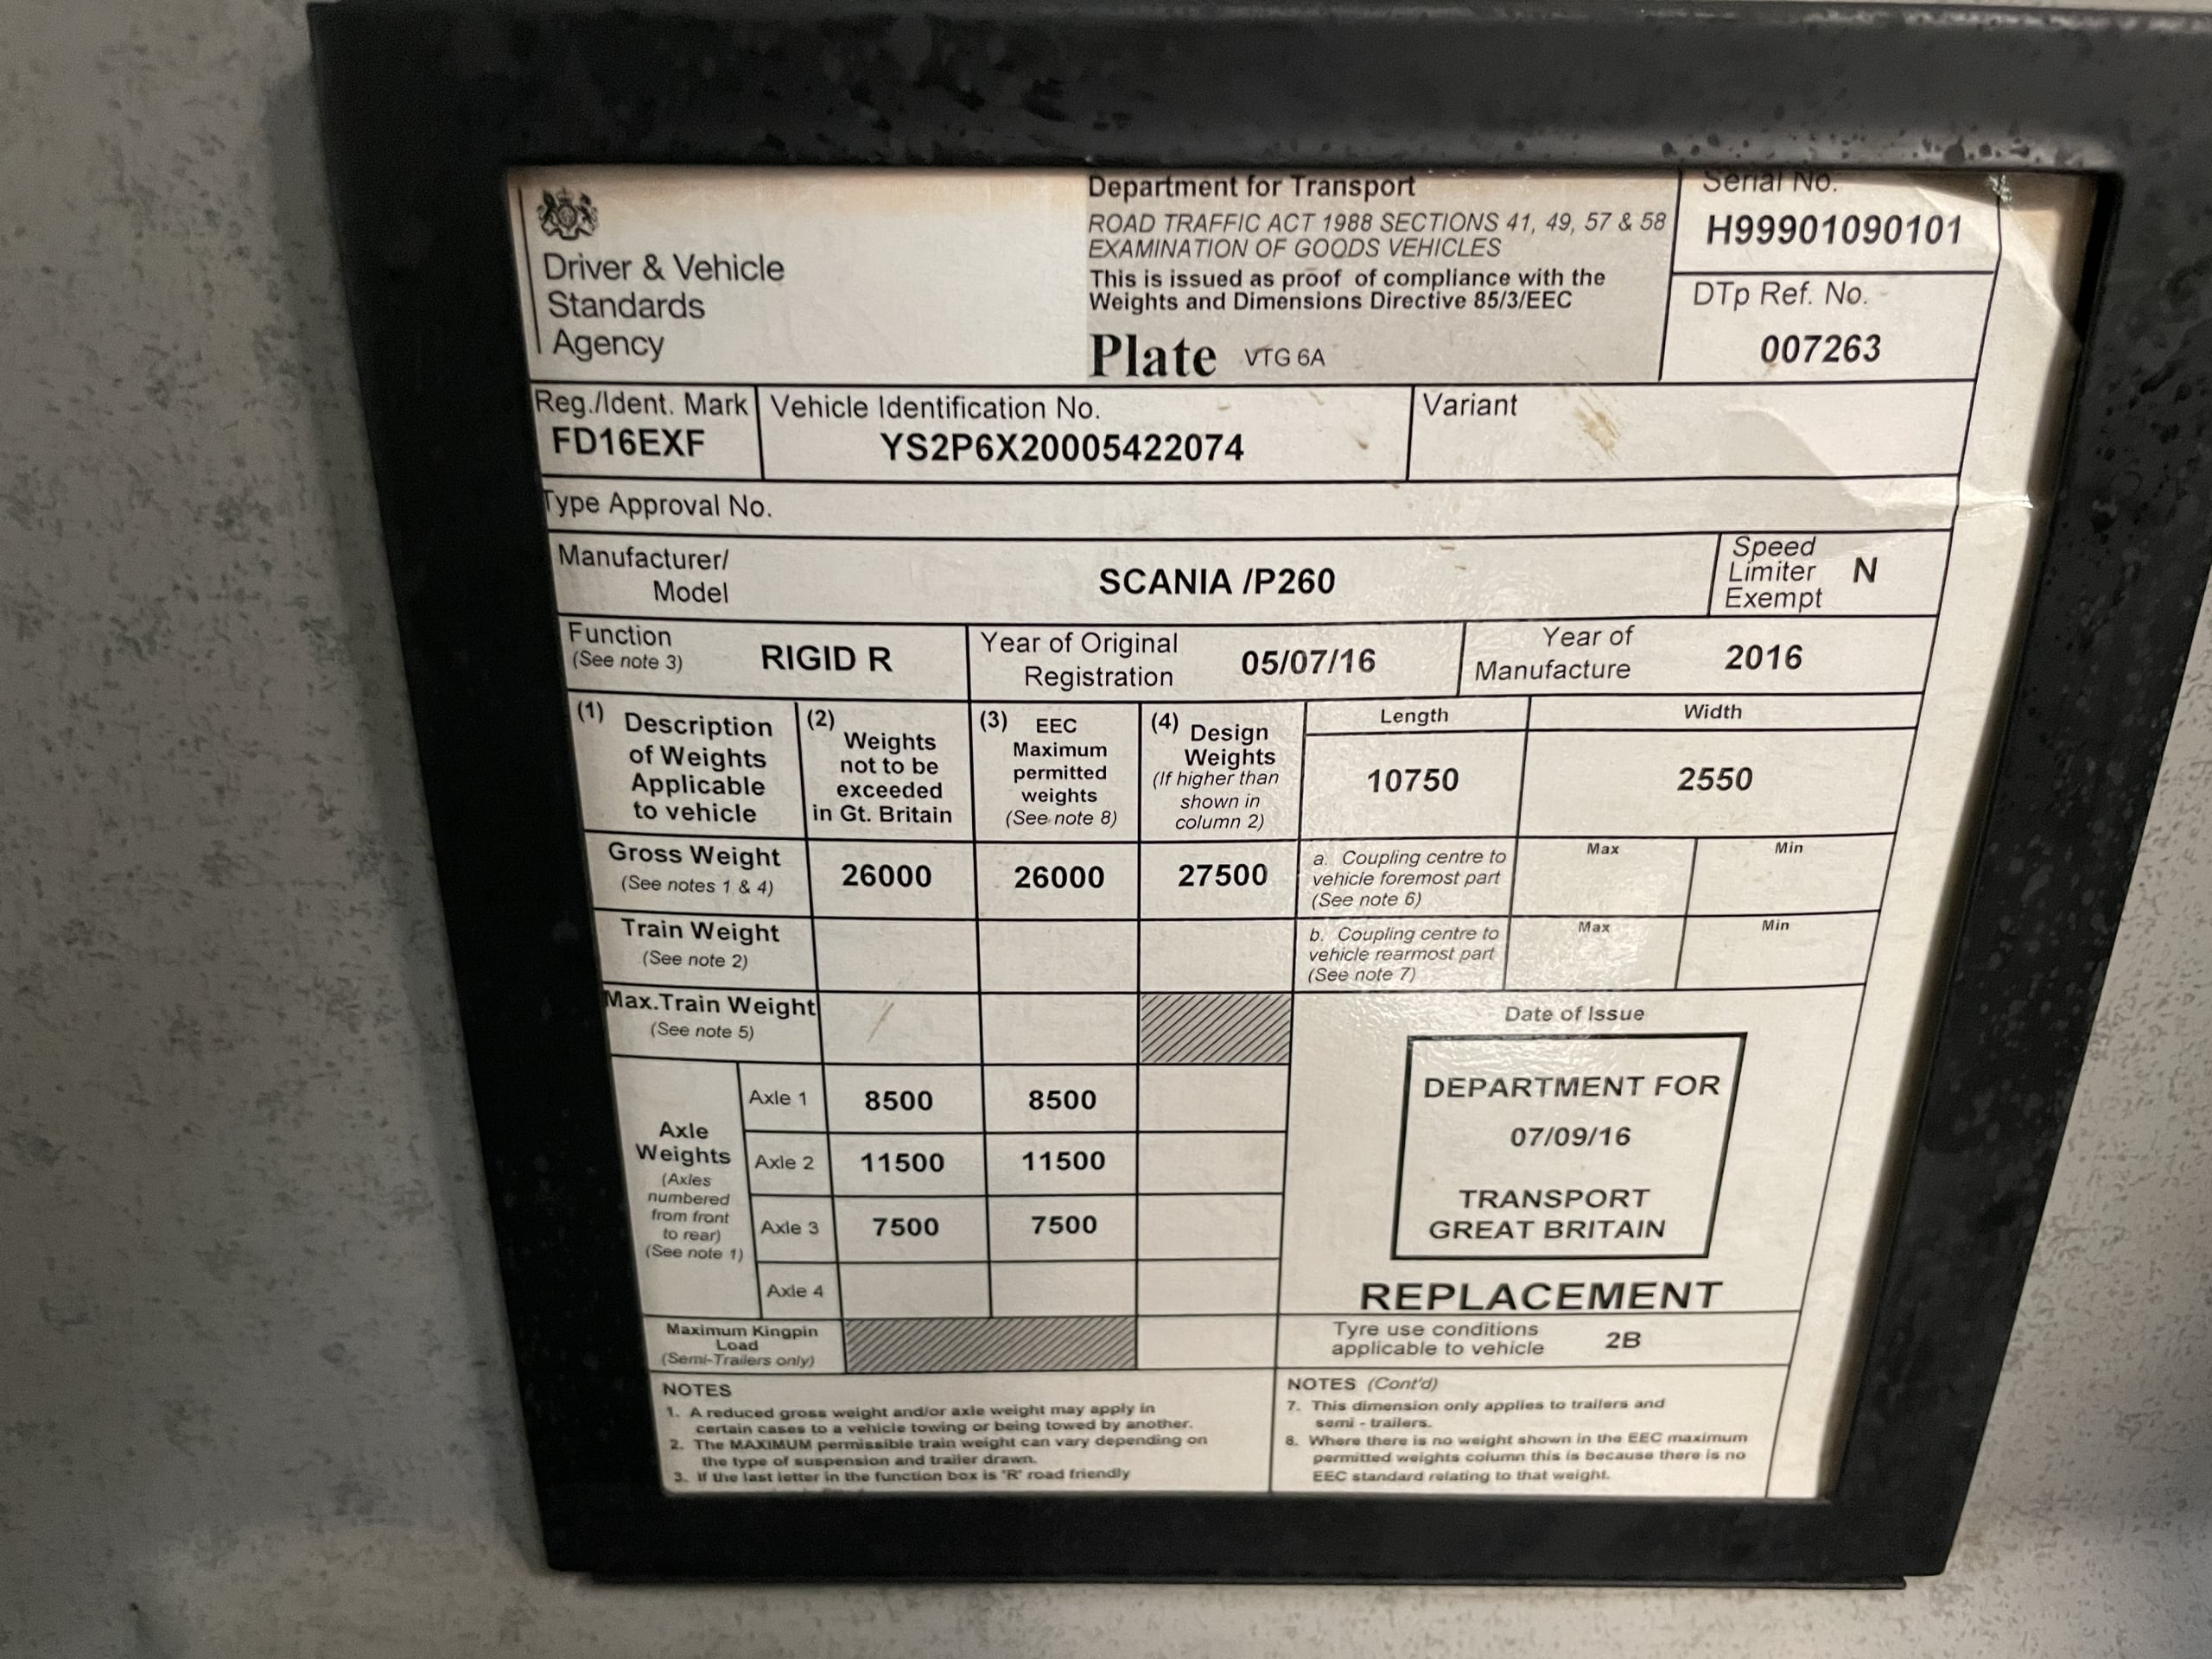 Driver & Vehicle
Standards
Agency
Department for Transport
ROAD TRAFFIC ACT 1988 SECTIONS 41, 49, 57 & 58
EXAMINATION OF GOODS VEHICLES
This is issued as proof of compliance with the
Weights and Dimensions Directive 85/3/EEC
Plate VTG 6A
Serial No.
H99901090101
DTp Ref. No.
007263
Reg./Ident. Mark
FD16EXF
Vehicle Identification No.
YS2P6X20005422074
Variant
Type Approval No.
Manufacturer/
Model
SCANIA /P260
Speed
Limiter
Exempt
N
Function
(See note 3)
RIGID R
Year of Original
Registration
05/07/16
Year of
Manufacture
2016
(1) Description
of Weights
Applicable
to vehicle
(2) Weights
not to be
exceeded
in Gt. Britain
(3) EEC
Maximum
permitted
weights
(See note 8)
(4) Design
Weights
(If higher than
shown in
column 2)
Length
10750
Width
2550
Gross Weight
(See notes 1 & 4)
26000
26000
27500
a. Coupling centre to
vehicle foremost part
(See note 6)
Max
Min
Train Weight
(See note 2)
b. Coupling centre to
vehicle rearmost part
(See note 7)
Max
Min
Max.Train Weight
(See note 5)
Axle
Weights
(Axles
numbered
from front
to rear)
(See note 1)
Axle 1 8500 8500
Axle 2 11500 11500
Axle 3 7500 7500
Axle 4
Date of Issue
DEPARTMENT FOR
07/09/16
TRANSPORT
GREAT BRITAIN
REPLACEMENT
Maximum Kingpin
Load
(Semi-Trailers only)
Tyre use conditions
applicable to vehicle
2B
NOTES
1. A reduced gross weight and/or axle weight may apply in
certain cases to a vehicle towing or being towed by another.
2. The MAXIMUM permissible train weight can vary depending on
the type of suspension and trailer drawn.
3. If the last letter in the function box is 'R' road friendly
NOTES (Cont'd)
7. This dimension only applies to trailers and
semi - trailers.
8. Where there is no weight shown in the EEC maximum
permitted weights column this is because there is no
EEC standard relating to that weight.